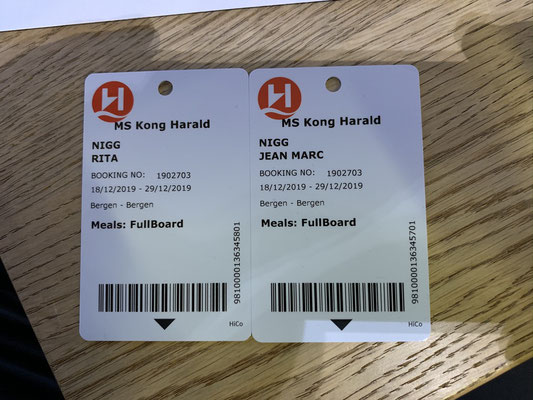 MS Kong Harald
NIGG
RITA
BOOKING NO: 1902703
18/12/2019 - 29/12/2019
Bergen - Bergen
Meals: FullBoard
9810000136345801
HiCo
MS Kong Harald
NIGG
JEAN MARC
BOOKING NO: 1902703
18/12/2019 - 29/12/2019
Bergen - Bergen
Meals: FullBoard
9810000136345701
HiCo